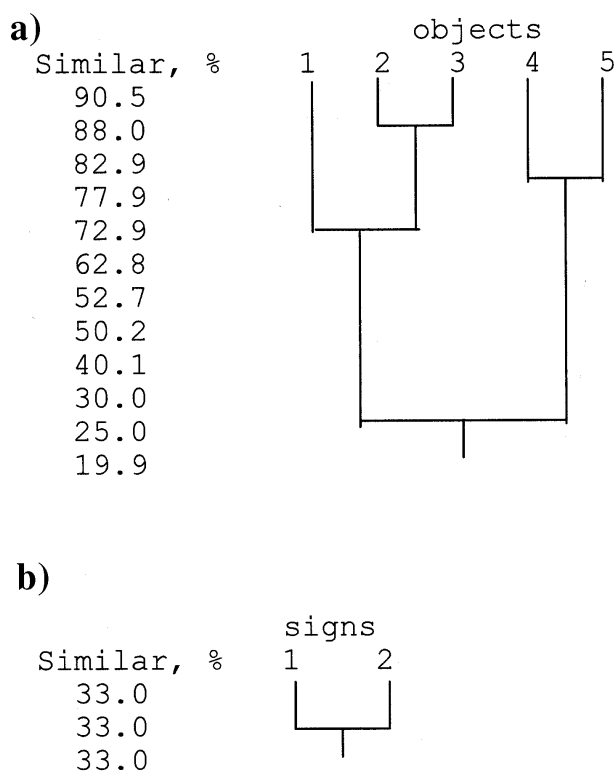 a)
objects
Similar, % 1 2 3 4 5
90.5
88.0
82.9
77.9
72.9
62.8
52.7
50.2
40.1
30.0
25.0
19.9
b)
signs
Similar, % 1 2
33.0
33.0
33.0